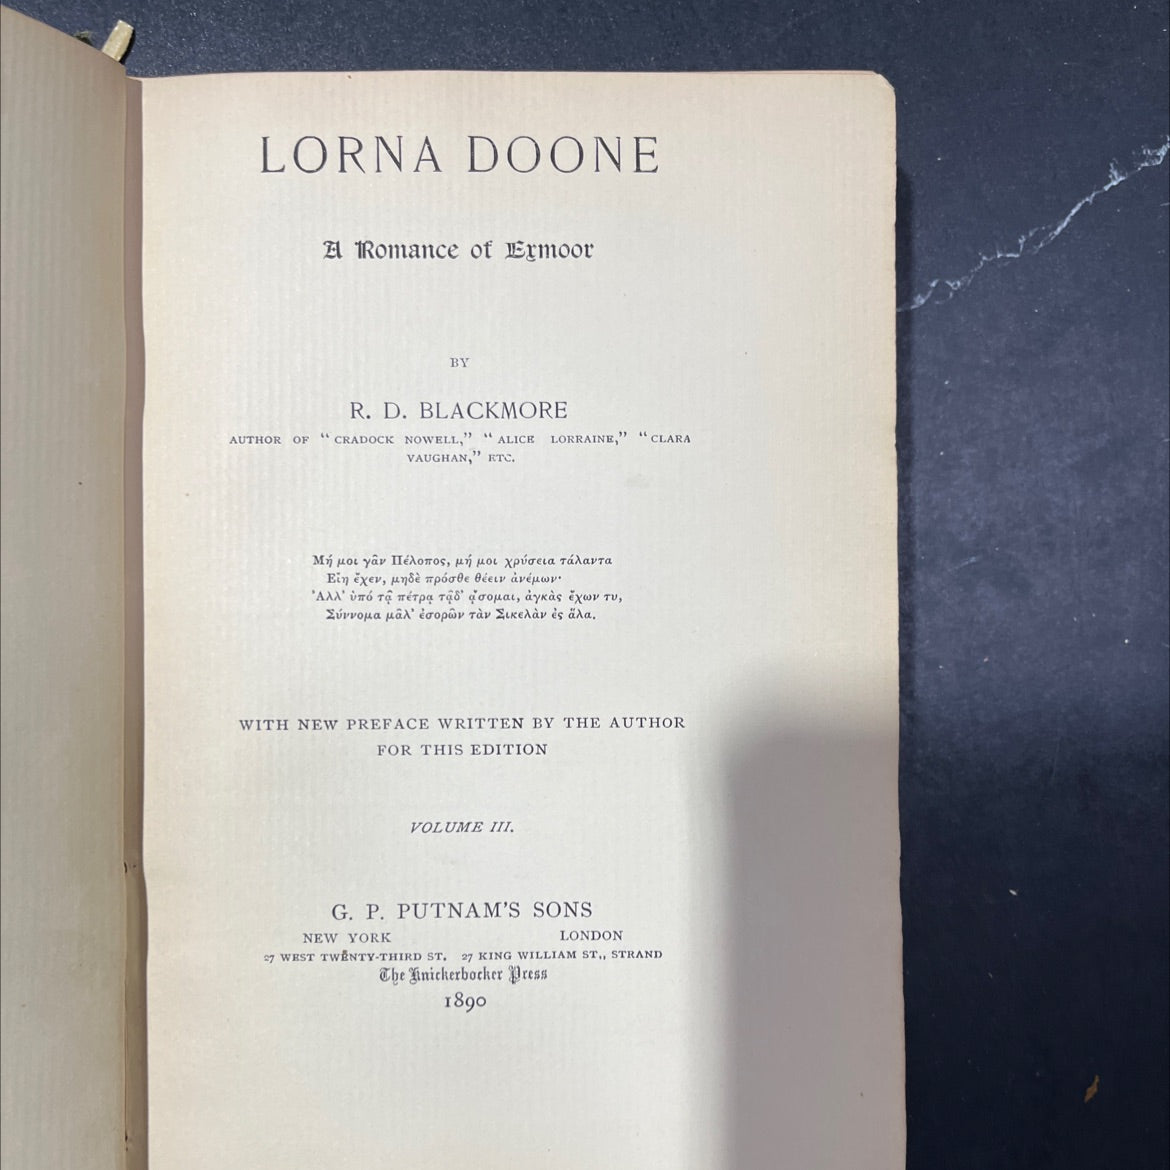 LORNA DOONE
A Romance of Exmoor
BY
R. D. BLACKMORE
AUTHOR OF “CRADOCK NOWELL,” “ALICE LORRAINE,” “CLARA
VAUGHAN,” ETC.
Μή μοι γᾶν Πέλοπος, μή μοι χρύσεια τάλαντα
Εἴη ἔχεν, μηδὲ πρόσθε θέειν ἀνέμων·
Ἀλλ’ ὑπό τᾷ πέτρᾳ τᾷδ’ ᾄσομαι, ἀγκὰς ἔχων τυ,
Σύννομα μᾶλ’ ἐσορῶν τὰν Σικελὰν ἐς ἅλα.
WITH NEW PREFACE WRITTEN BY THE AUTHOR
FOR THIS EDITION
VOLUME III.
G. P. PUTNAM’S SONS
NEW YORK LONDON
27 WEST TWENTY-THIRD ST. 27 KING WILLIAM ST., STRAND
The Knickerbocker Press
1890